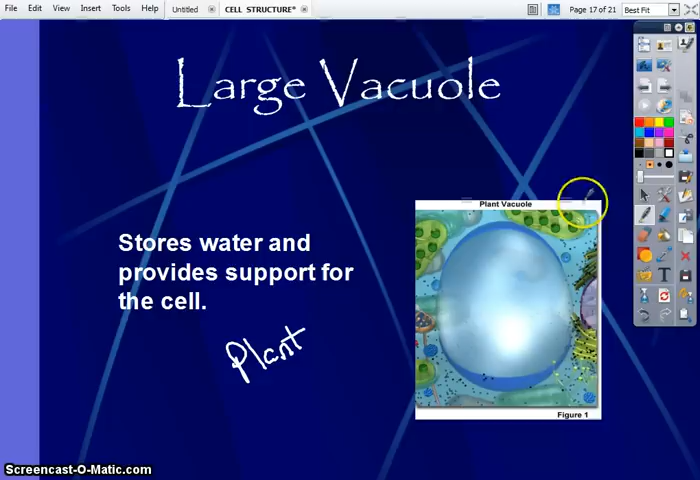 File Edit View Insert Tools Help Untitled CELL STRUCTURE* Page 17 of 21 Best Fit
Large Vacuole
Plant Vacuole
Stores water and
provides support for
the cell.
Plant
Figure 1
Screencast-O-Matic.com